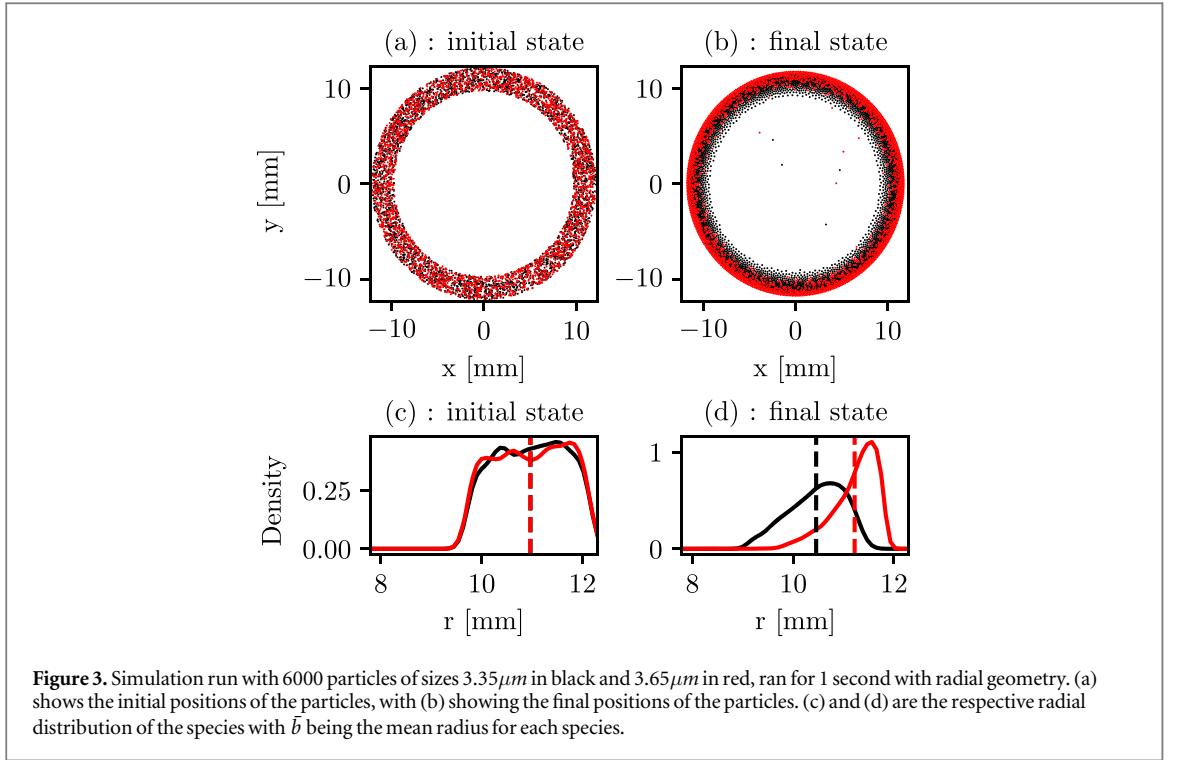 (a) : initial state
(b) : final state
10
0
−10
y [mm]
−10 0 10
x [mm]
10
0
−10
−10 0 10
x [mm]
(c) : initial state
(d) : final state
0.25
0.00
Density
8 10 12
r [mm]
1
0
8 10 12
r [mm]
Figure 3. Simulation run with 6000 particles of sizes 3.35μm in black and 3.65μm in red, ran for 1 second with radial geometry. (a)
shows the initial positions of the particles, with (b) showing the final positions of the particles. (c) and (d) are the respective radial
distribution of the species with b̄ being the mean radius for each species.